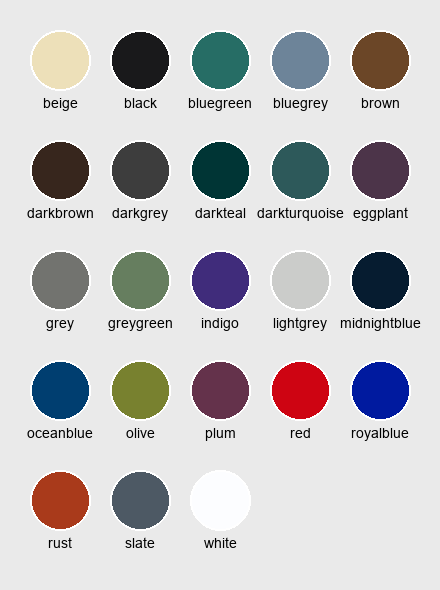 beige black bluegreen bluegrey brown
darkbrown darkgrey darkteal darkturquoise eggplant
grey greygreen indigo lightgrey midnightblue
oceanblue olive plum red royalblue
rust slate white